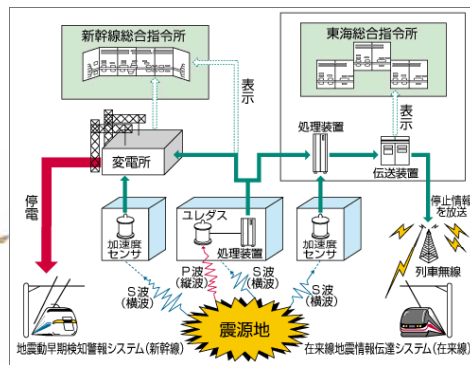 新幹線総合指令所
東海総合指令所
表示
表示
処理装置
変電所
伝送装置
停電
停止情報
を放送
加速度
センサ
ユレダス
処理装置
加速度
センサ
列車無線
P波
(縦波)
S波
(横波)
S波
(横波)
S波
(横波)
震源地
地震動早期検知警報システム(新幹線)
在来線地震情報伝達システム(在来線)